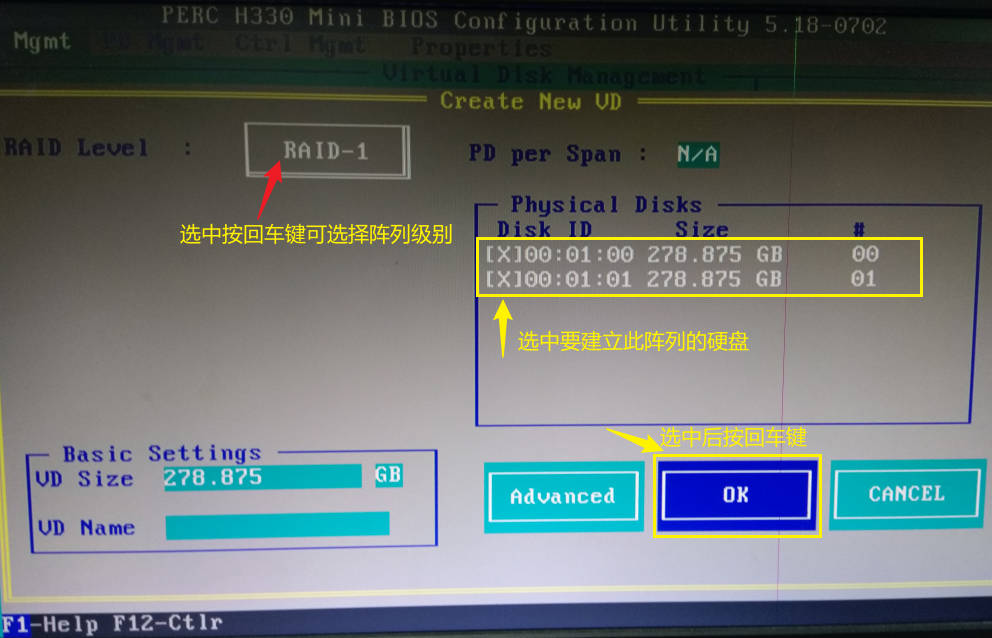 PERC H330 Mini BIOS Configuration Utility 5.18-0702
Mgmt PD Mgmt Ctrl Mgmt Properties
Virtual Disk Management
Create New VD
RAID Level : RAID-1 PD per Span : N/A
选中按回车键可选择阵列级别
Physical Disks
Disk ID Size #
[X]00:01:00 278.875 GB 00
[X]00:01:01 278.875 GB 01
选中要建立此阵列的硬盘
选中后按回车键
Basic Settings
VD Size 278.875 GB
VD Name
Advanced OK CANCEL
F1-Help F12-Ctlr